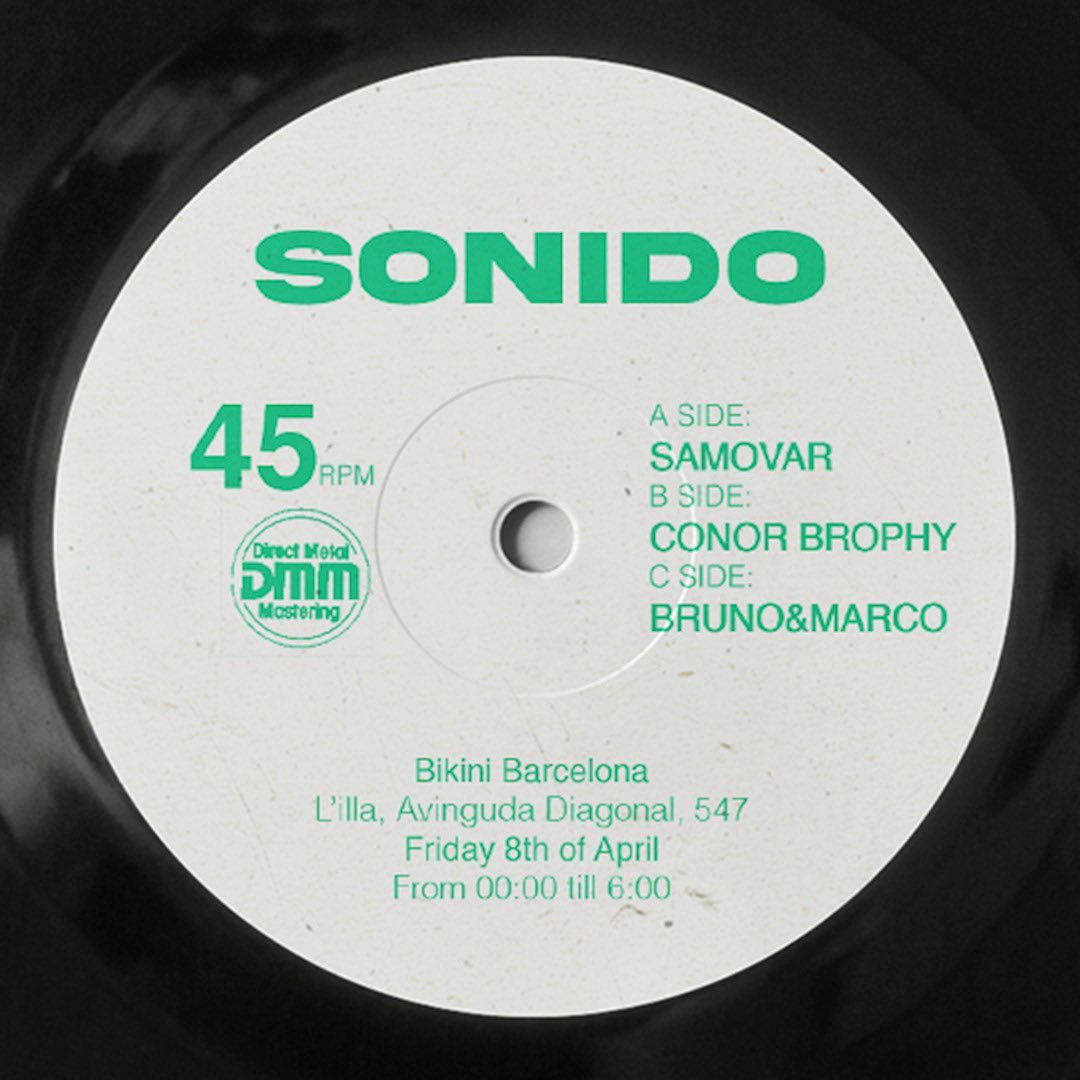 SONIDO
45 RPM
Direct Metal
DMM
Mastering
A SIDE:
SAMOVAR
B SIDE:
CONOR BROPHY
C SIDE:
BRUNO&MARCO
Bikini Barcelona
L'illa, Avinguda Diagonal, 547
Friday 8th of April
From 00:00 till 6:00